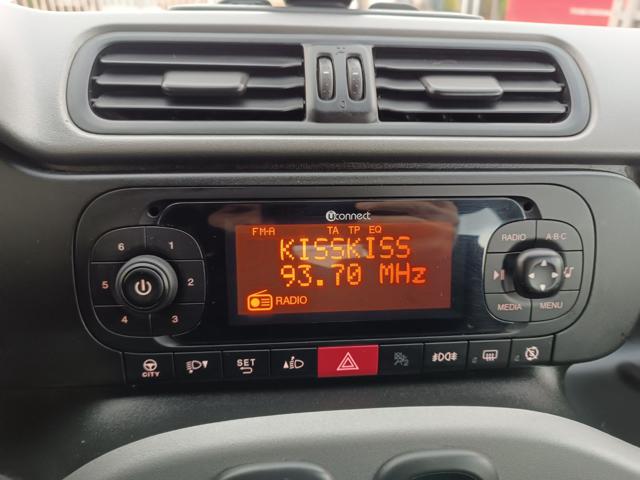 Uconnect
FM-A TA TP EQ
KISSKISS
93.70 MHz
RADIO
6 1
5 2
4 3
RADIO A·B·C
MEDIA MENU
CITY
SET